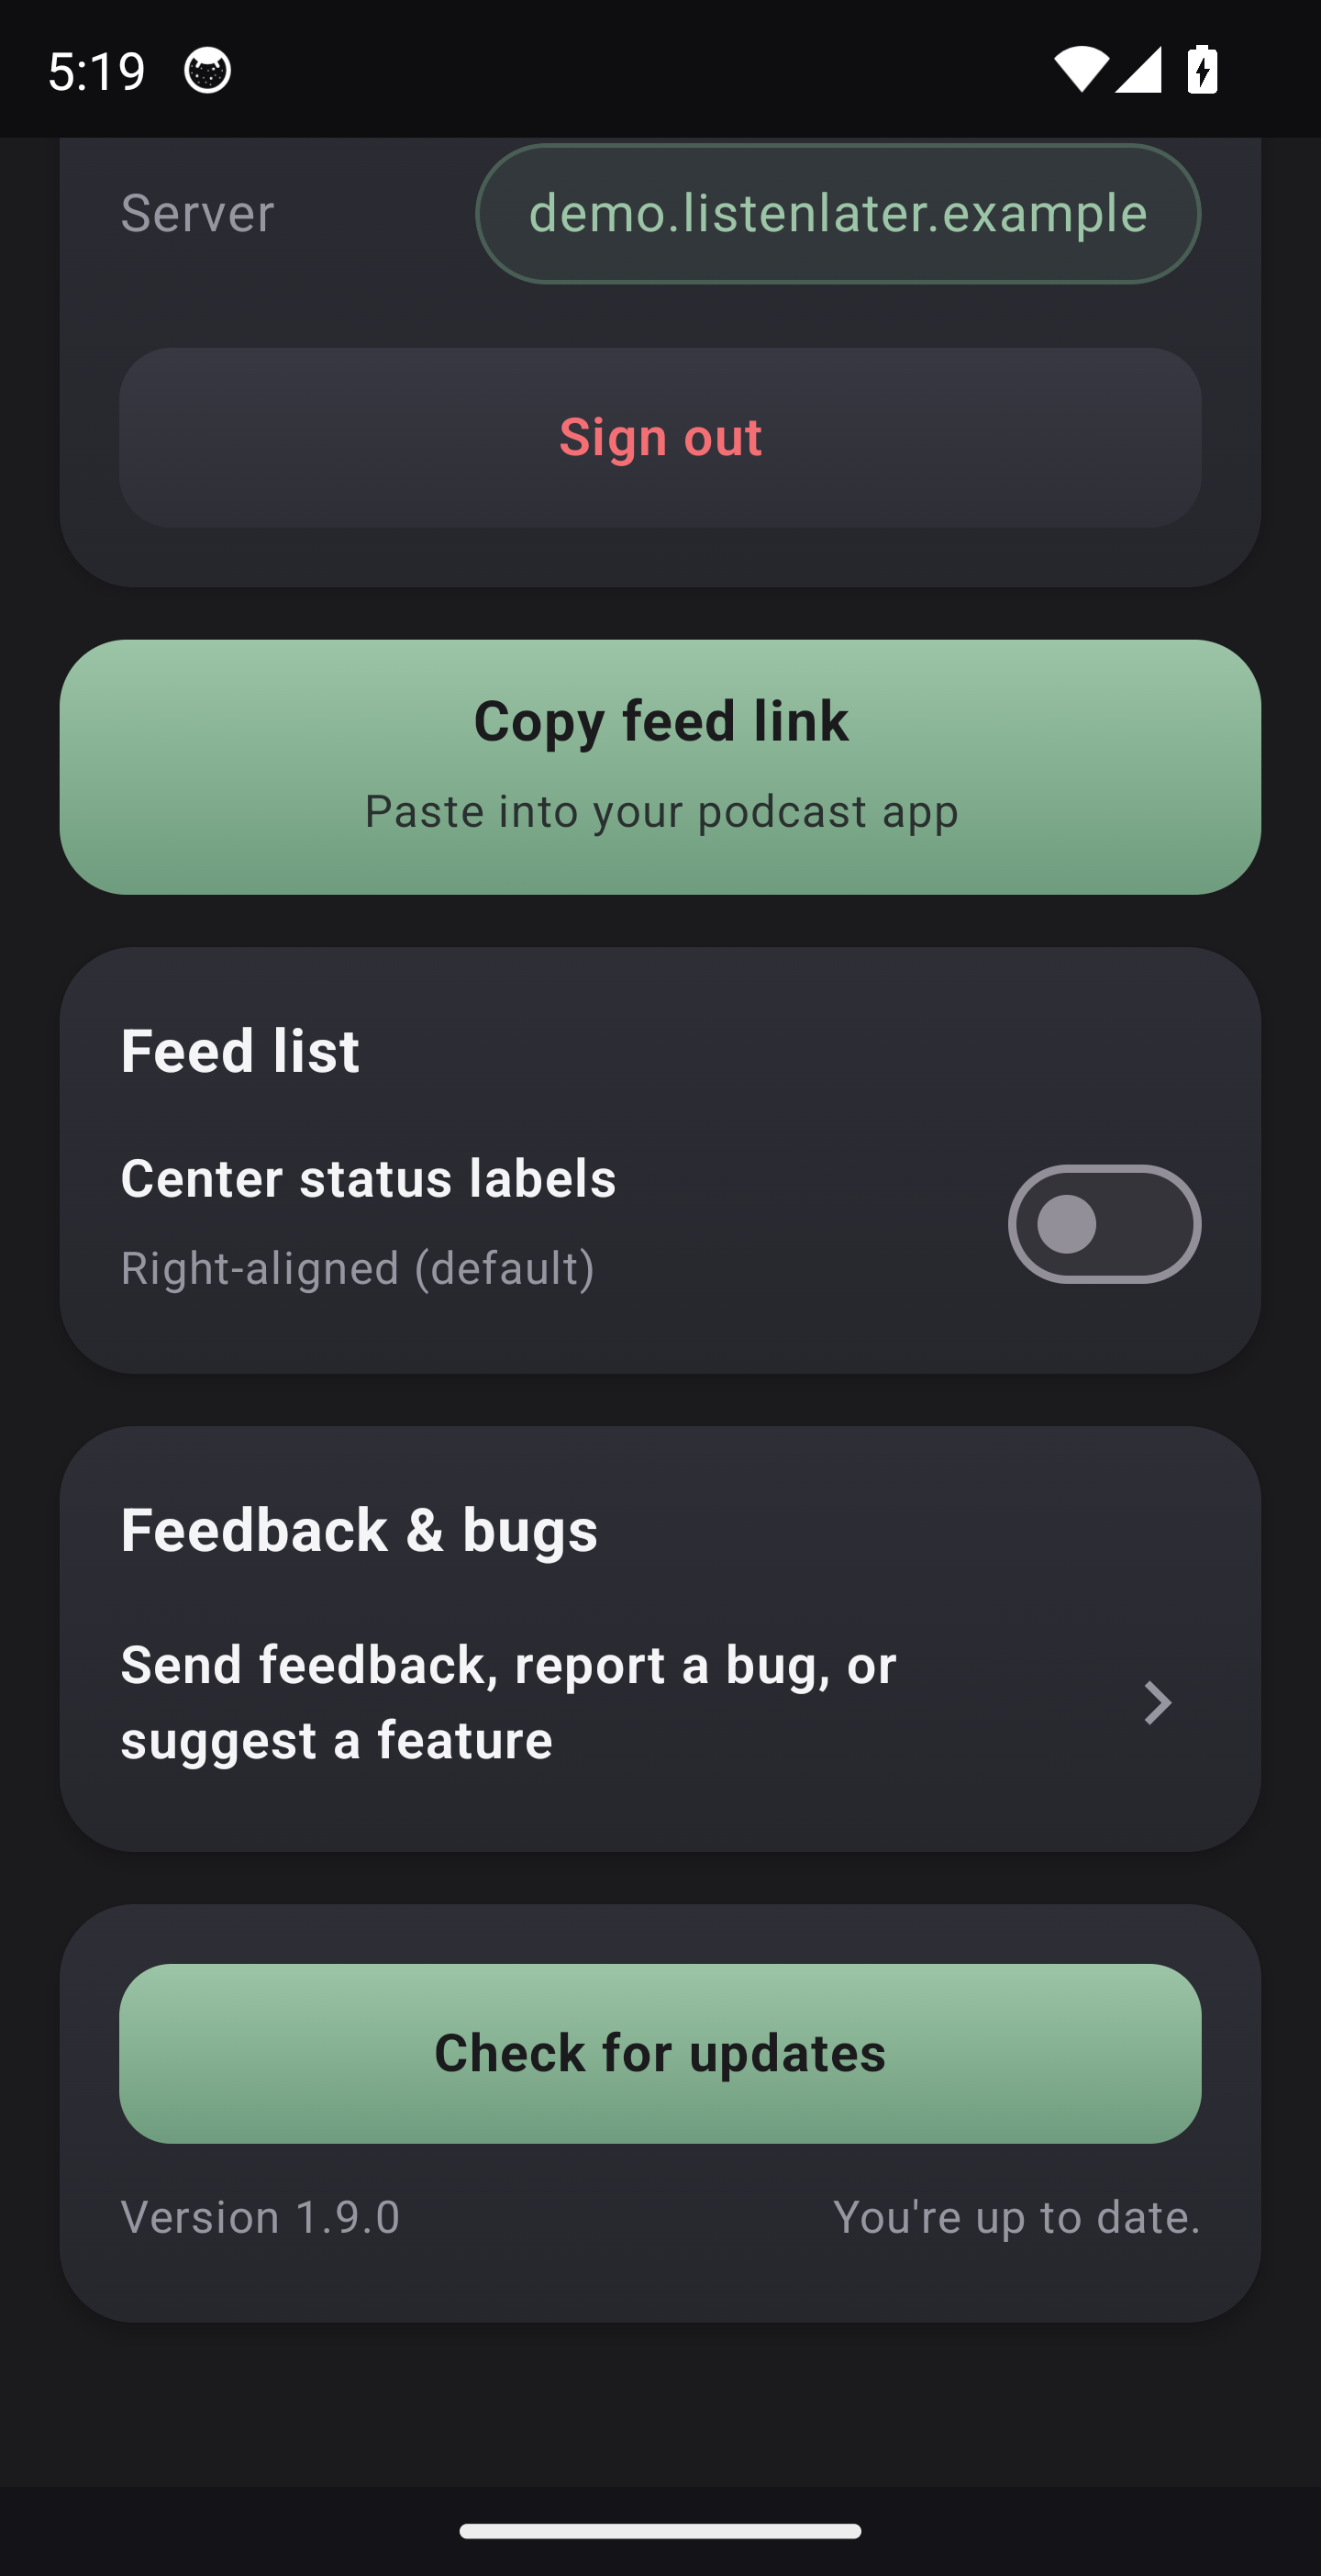 5:19
Server
demo.listenlater.example
Sign out
Copy feed link
Paste into your podcast app
Feed list
Center status labels
Right-aligned (default)
Feedback & bugs
Send feedback, report a bug, or
suggest a feature
Check for updates
Version 1.9.0
You're up to date.